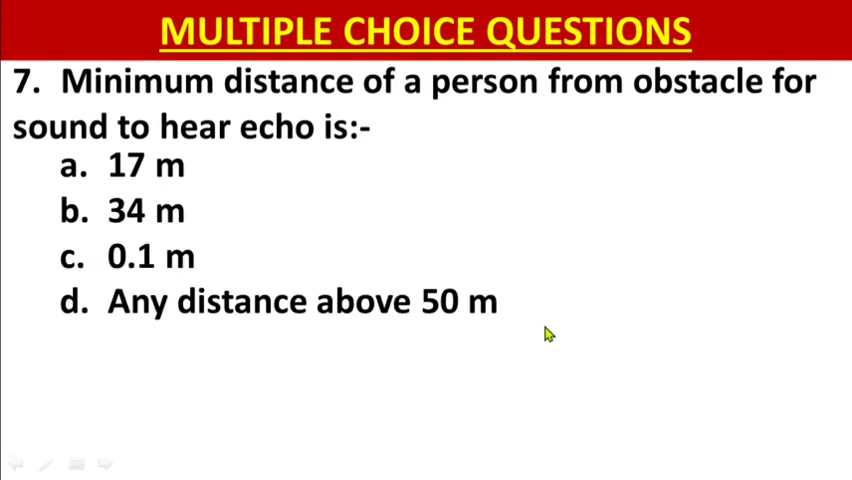 MULTIPLE CHOICE QUESTIONS
7. Minimum distance of a person from obstacle for
sound to hear echo is:-
a. 17 m
b. 34 m
c. 0.1 m
d. Any distance above 50 m